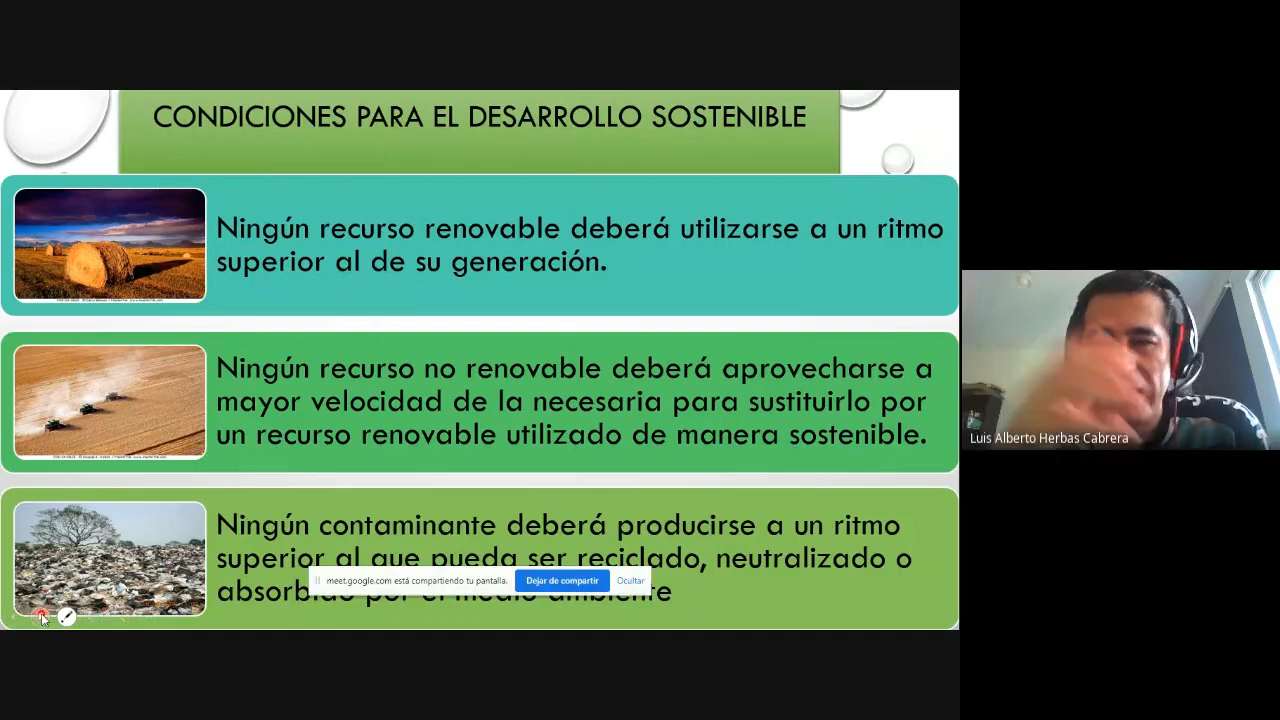 CONDICIONES PARA EL DESARROLLO SOSTENIBLE
Ningún recurso renovable deberá utilizarse a un ritmo
superior al de su generación.
Ningún recurso no renovable deberá aprovecharse a
mayor velocidad de la necesaria para sustituirlo por
un recurso renovable utilizado de manera sostenible.
Ningún contaminante deberá producirse a un ritmo
superior al que pueda ser reciclado, neutralizado o
absorbido por el medio ambiente
meet.google.com está compartiendo tu pantalla.
Dejar de compartir
Ocultar
Luis Alberto Herbas Cabrera